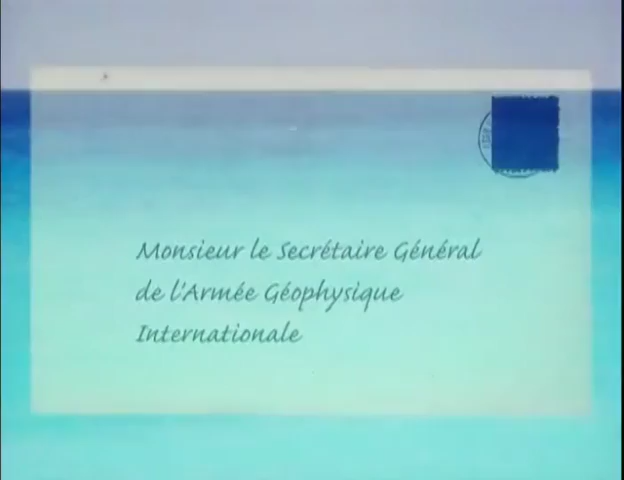 Monsieur le Secrétaire Général
de l'Armée Géophysique
Internationale